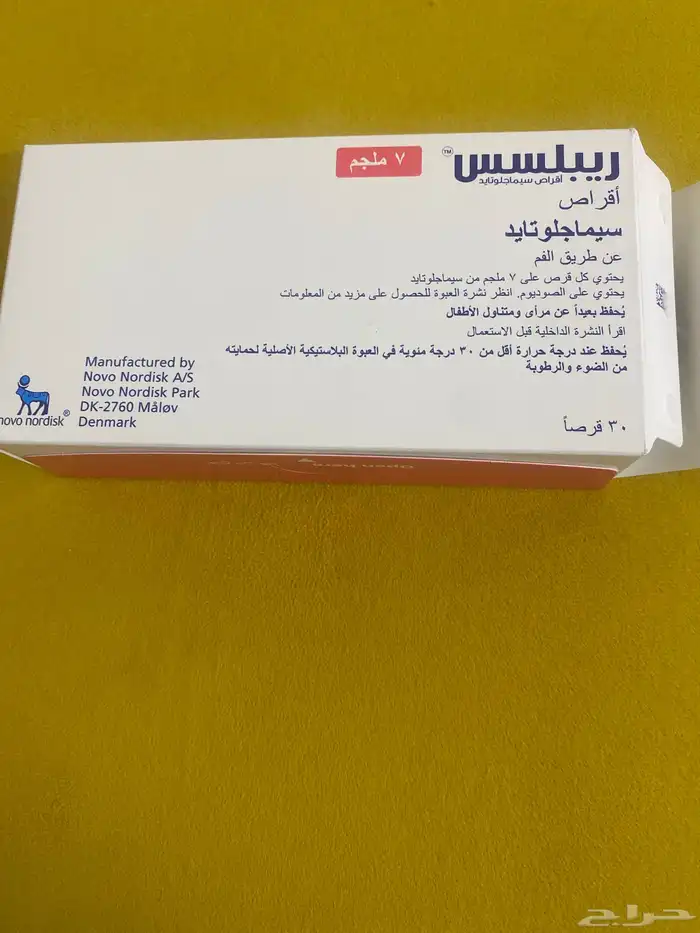 ريبلسس™
٧ ملجم
أقراص سيماجلوتايد
أقراص
سيماجلوتايد
عن طريق الفم
يحتوي كل قرص على ٧ ملجم من سيماجلوتايد
يحتوي على الصوديوم. انظر نشرة العبوة للحصول على مزيد من المعلومات
يُحفظ بعيداً عن مرأى ومتناول الأطفال
اقرأ النشرة الداخلية قبل الاستعمال
يُحفظ عند درجة حرارة أقل من ٣٠ درجة مئوية في العبوة البلاستيكية الأصلية لحمايته
من الضوء والرطوبة
٣٠ قرصاً
Manufactured by
Novo Nordisk A/S
Novo Nordisk Park
DK-2760 Måløv
Denmark
novo nordisk®
Open here
حراج